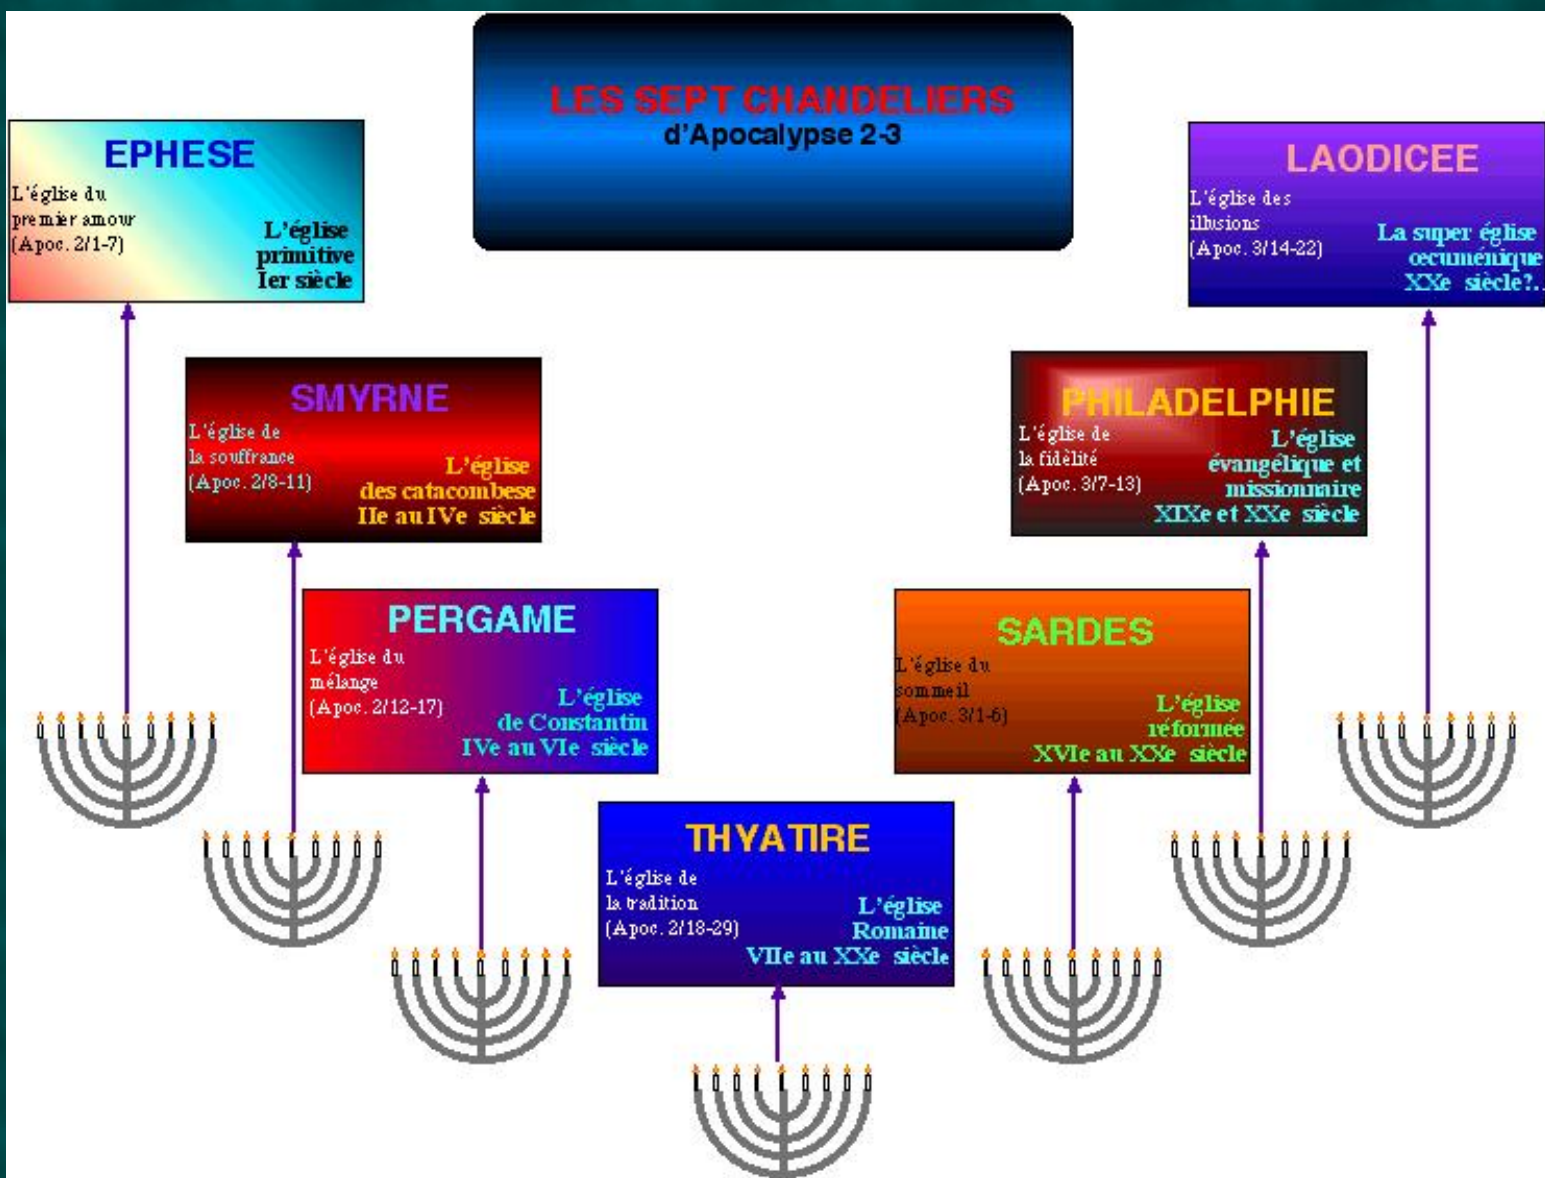 LES SEPT CHANDELIERS
d'Apocalypse 2-3
EPHESE
L'église du
premier amour
(Apoc. 2/1-7)
L'église
primitive
Ier siècle
SMYRNE
L'église de
la souffrance
(Apoc. 2/8-11)
L'église
des catacombese
IIe au IVe siècle
PERGAME
L'église du
mélange
(Apoc. 2/12-17)
L'église
de Constantin
IVe au VIe siècle
THYATIRE
L'église de
la tradition
(Apoc. 2/18-29)
L'église
Romaine
VIIe au XXe siècle
SARDES
L'église du
sommeil
(Apoc. 3/1-6)
L'église
réformée
XVIe au XXe siècle
PHILADELPHIE
L'église de
la fidèlité
(Apoc. 3/7-13)
L'église
évangélique et
missionnaire
XIXe et XXe siècle
LAODICEE
L'église des
illusions
(Apoc. 3/14-22)
La super église
œcuménique
XXe siècle?..